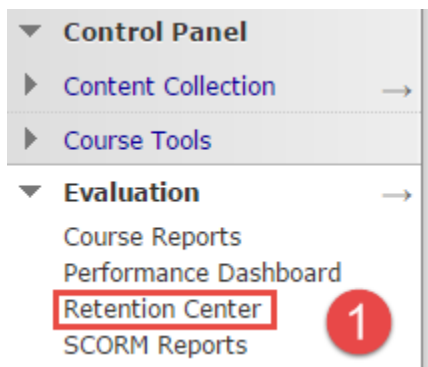 Control Panel
Content Collection
Course Tools
Evaluation
Course Reports
Performance Dashboard
Retention Center
1
SCORM Reports